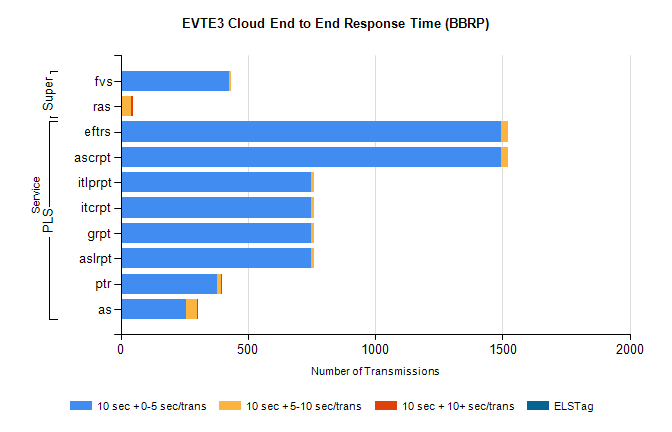 EVTE3 Cloud End to End Response Time (BBRP)
Service
Super
PLS
fvs
ras
eftrs
ascrpt
itlprpt
itcrpt
grpt
aslrpt
ptr
as
0 500 1000 1500 2000
Number of Transmissions
10 sec +0-5 sec/trans 10 sec +5-10 sec/trans 10 sec + 10+ sec/trans ELSTag